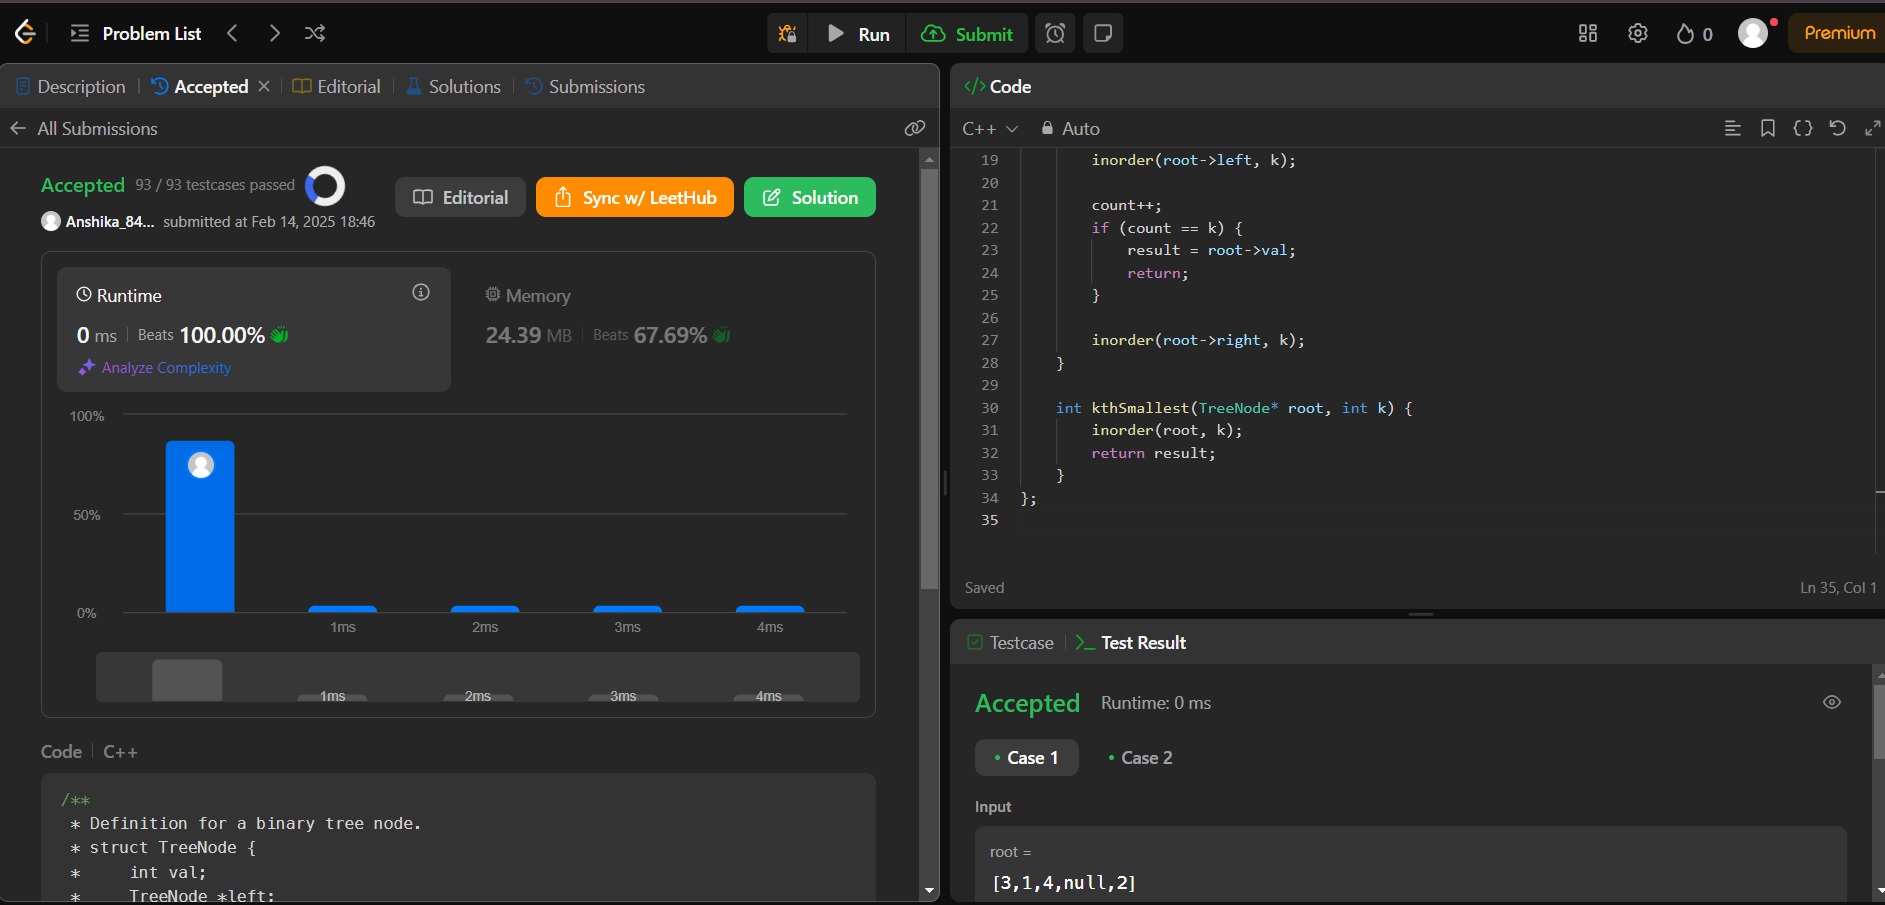 Problem List
Run
Submit
0
Premium
Description
Accepted
Editorial
Solutions
Submissions
All Submissions
Accepted 93 / 93 testcases passed
Anshika_84... submitted at Feb 14, 2025 18:46
Editorial
Sync w/ LeetHub
Solution
Runtime
0 ms Beats 100.00%
Analyze Complexity
Memory
24.39 MB Beats 67.69%
100%
50%
0%
1ms 2ms 3ms 4ms
1ms 2ms 3ms 4ms
Code C++
/**
* Definition for a binary tree node.
* struct TreeNode {
* int val;
* TreeNode *left;
</> Code
C++ Auto
19 inorder(root->left, k);
20
21 count++;
22 if (count == k) {
23 result = root->val;
24 return;
25 }
26
27 inorder(root->right, k);
28 }
29
30 int kthSmallest(TreeNode* root, int k) {
31 inorder(root, k);
32 return result;
33 }
34 };
35
Saved
Ln 35, Col 1
Testcase
Test Result
Accepted Runtime: 0 ms
• Case 1 • Case 2
Input
root =
[3,1,4,null,2]